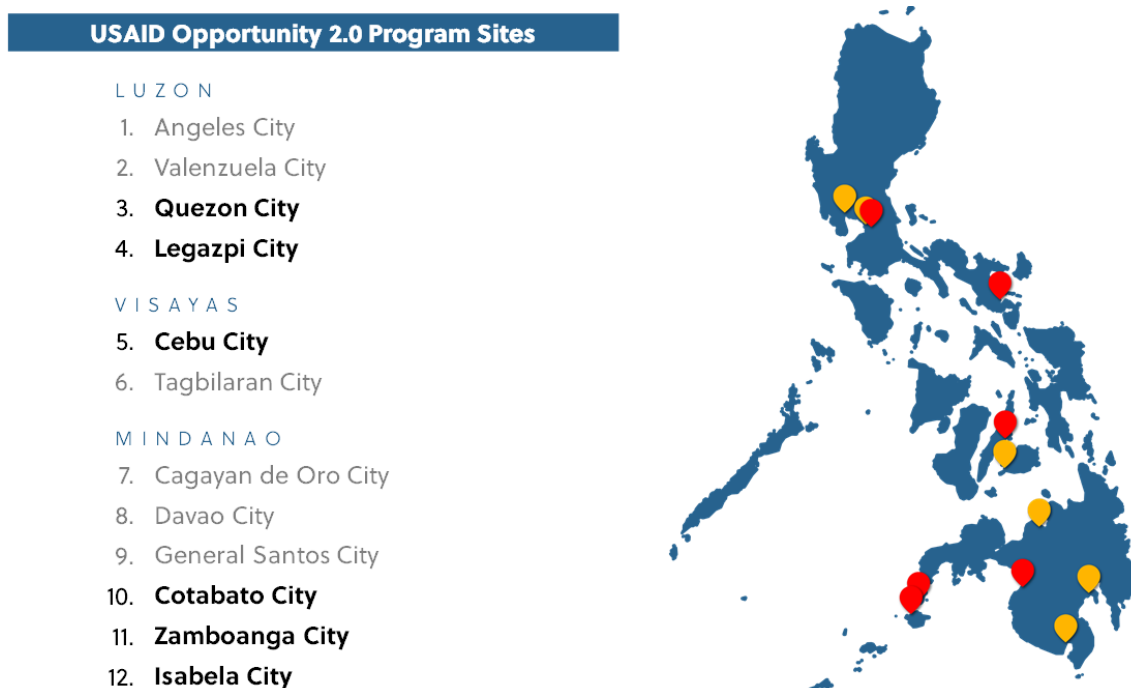 USAID Opportunity 2.0 Program Sites
LUZON
1. Angeles City
2. Valenzuela City
3. Quezon City
4. Legazpi City
VISAYAS
5. Cebu City
6. Tagbilaran City
MINDANAO
7. Cagayan de Oro City
8. Davao City
9. General Santos City
10. Cotabato City
11. Zamboanga City
12. Isabela City